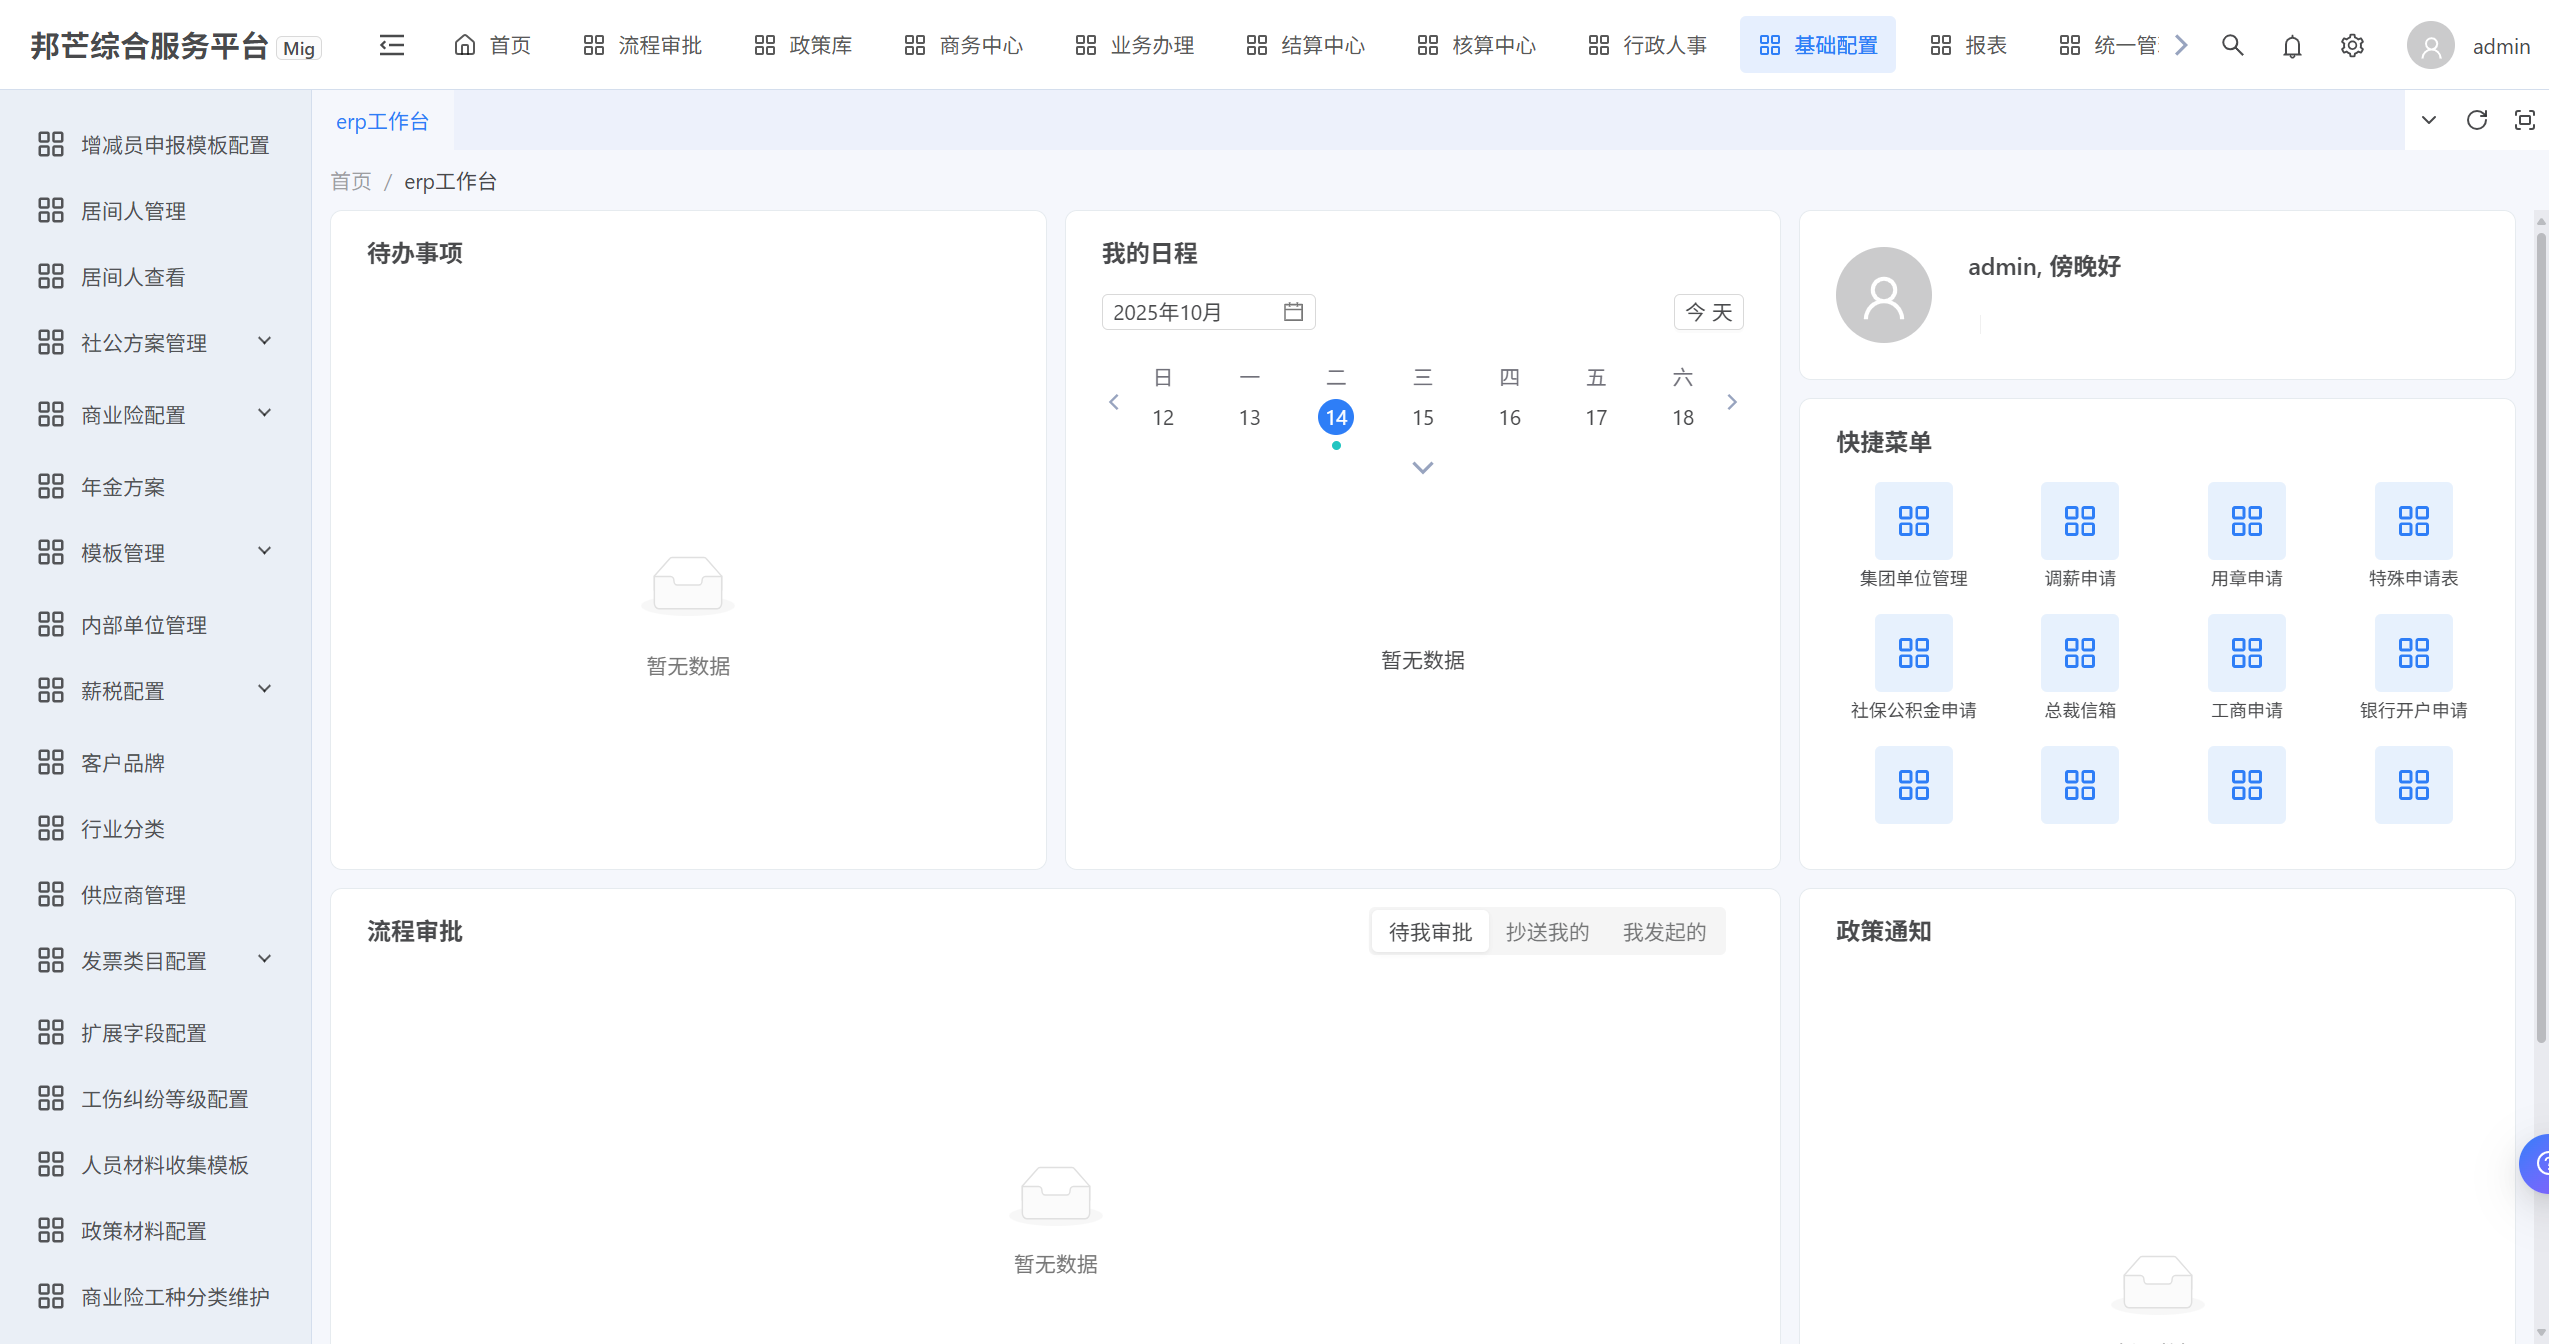 邦芒综合服务平台 Mig
首页 流程审批 政策库 商务中心 业务办理 结算中心 核算中心 行政人事 基础配置 报表 统一管 admin
增减员申报模板配置
居间人管理
居间人查看
社公方案管理
商业险配置
年金方案
模板管理
内部单位管理
薪税配置
客户品牌
行业分类
供应商管理
发票类目配置
扩展字段配置
工伤纠纷等级配置
人员材料收集模板
政策材料配置
商业险工种分类维护
erp工作台
首页 / erp工作台
待办事项
暂无数据
我的日程
2025年10月 今天
日 一 二 三 四 五 六
12 13 14 15 16 17 18
暂无数据
admin, 傍晚好
快捷菜单
集团单位管理 调薪申请 用章申请 特殊申请表
社保公积金申请 总裁信箱 工商申请 银行开户申请
流程审批
待我审批 抄送我的 我发起的
暂无数据
政策通知